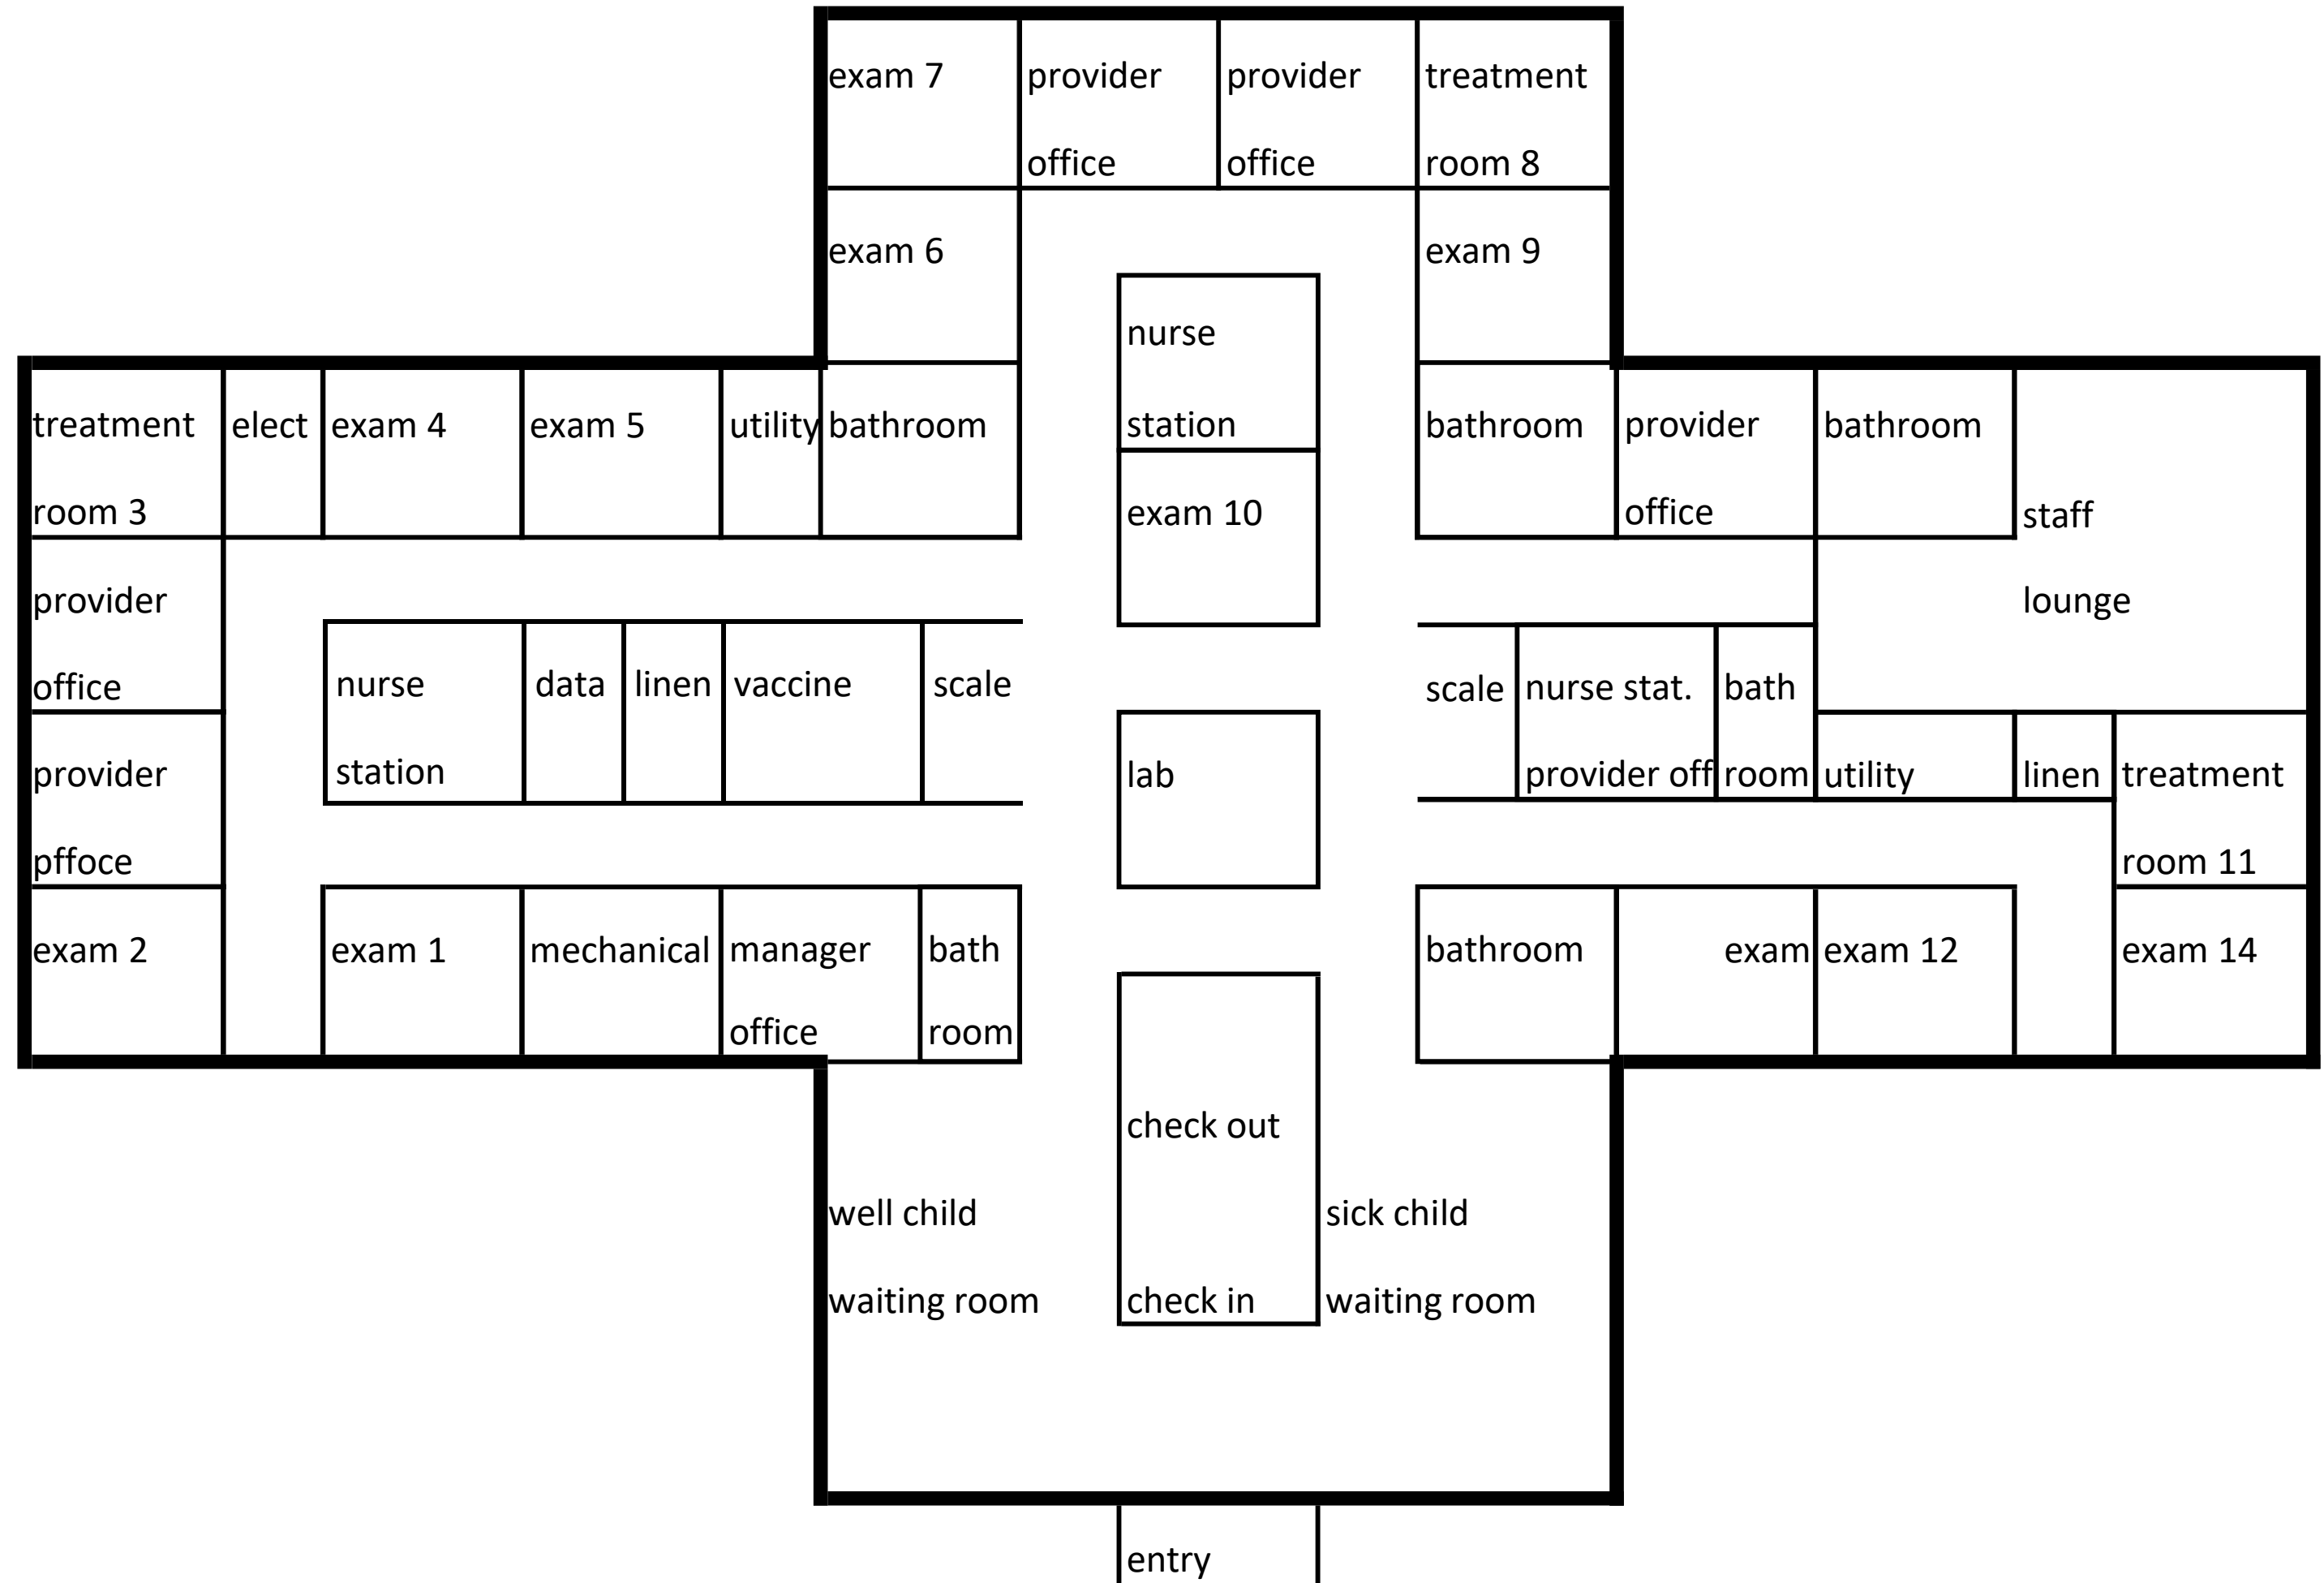 exam 7
provider
office
provider
office
treatment
room 8
exam 6
exam 9
nurse
station
treatment
room 3
elect
exam 4
exam 5
utility
bathroom
exam 10
bathroom
provider
office
bathroom
staff
lounge
provider
office
nurse
station
data
linen
vaccine
scale
scale
nurse stat.
provider off
bath
room
provider
pffoce
lab
utility
linen
treatment
room 11
exam 2
exam 1
mechanical
manager
office
bath
room
bathroom
exam
exam 12
exam 14
check out
well child
waiting room
check in
sick child
waiting room
entry